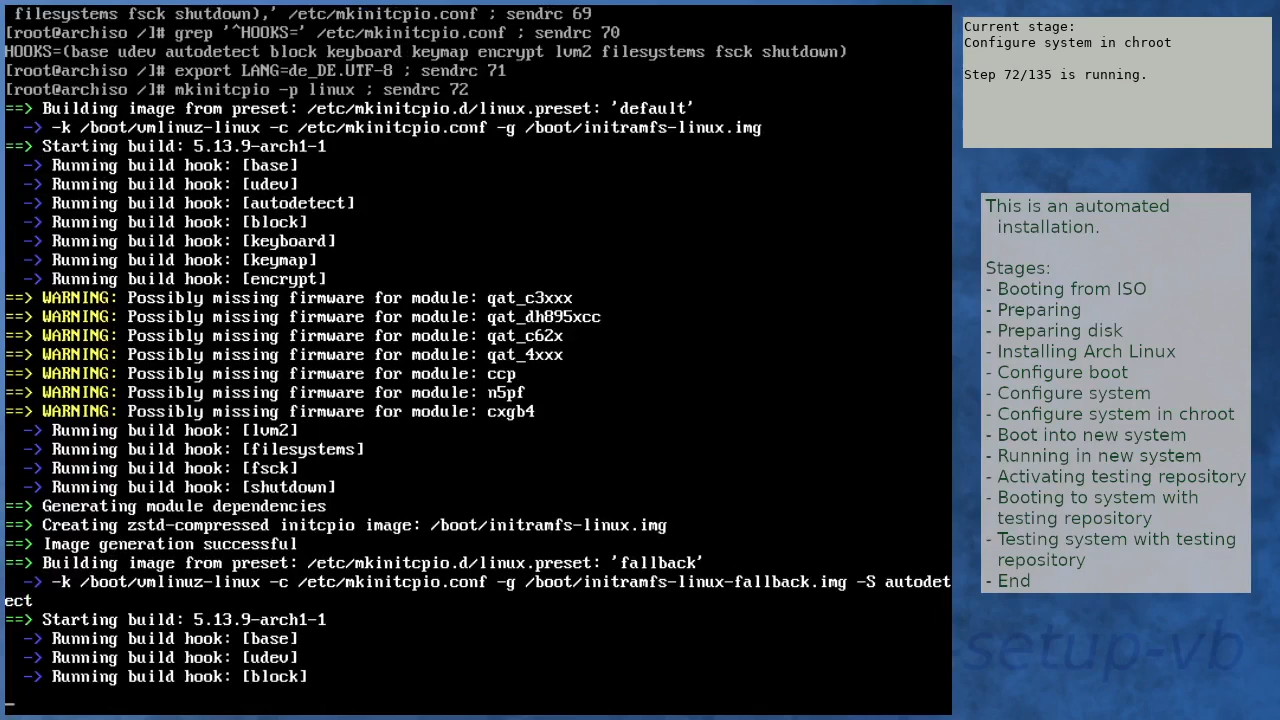 filesystems fsck shutdown),' /etc/mkinitcpio.conf ; sendrc 69
[root@archiso /]# grep '^HOOKS=' /etc/mkinitcpio.conf ; sendrc 70
HOOKS=(base udev autodetect block keyboard keymap encrypt lvm2 filesystems fsck shutdown)
[root@archiso /]# export LANG=de_DE.UTF-8 ; sendrc 71
[root@archiso /]# mkinitcpio -p linux ; sendrc 72
==> Building image from preset: /etc/mkinitcpio.d/linux.preset: 'default'
  -> -k /boot/vmlinuz-linux -c /etc/mkinitcpio.conf -g /boot/initramfs-linux.img
==> Starting build: 5.13.9-arch1-1
  -> Running build hook: [base]
  -> Running build hook: [udev]
  -> Running build hook: [autodetect]
  -> Running build hook: [block]
  -> Running build hook: [keyboard]
  -> Running build hook: [keymap]
  -> Running build hook: [encrypt]
==> WARNING: Possibly missing firmware for module: qat_c3xxx
==> WARNING: Possibly missing firmware for module: qat_dh895xcc
==> WARNING: Possibly missing firmware for module: qat_c62x
==> WARNING: Possibly missing firmware for module: qat_4xxx
==> WARNING: Possibly missing firmware for module: ccp
==> WARNING: Possibly missing firmware for module: n5pf
==> WARNING: Possibly missing firmware for module: cxgb4
  -> Running build hook: [lvm2]
  -> Running build hook: [filesystems]
  -> Running build hook: [fsck]
  -> Running build hook: [shutdown]
==> Generating module dependencies
==> Creating zstd-compressed initcpio image: /boot/initramfs-linux.img
==> Image generation successful
==> Building image from preset: /etc/mkinitcpio.d/linux.preset: 'fallback'
  -> -k /boot/vmlinuz-linux -c /etc/mkinitcpio.conf -g /boot/initramfs-linux-fallback.img -S autodet
ect
==> Starting build: 5.13.9-arch1-1
  -> Running build hook: [base]
  -> Running build hook: [udev]
  -> Running build hook: [block]
_
Current stage:
Configure system in chroot
Step 72/135 is running.
This is an automated
installation.
Stages:
- Booting from ISO
- Preparing
- Preparing disk
- Installing Arch Linux
- Configure boot
- Configure system
- Configure system in chroot
- Boot into new system
- Running in new system
- Activating testing repository
- Booting to system with
testing repository
- Testing system with testing
repository
- End
setup-vb